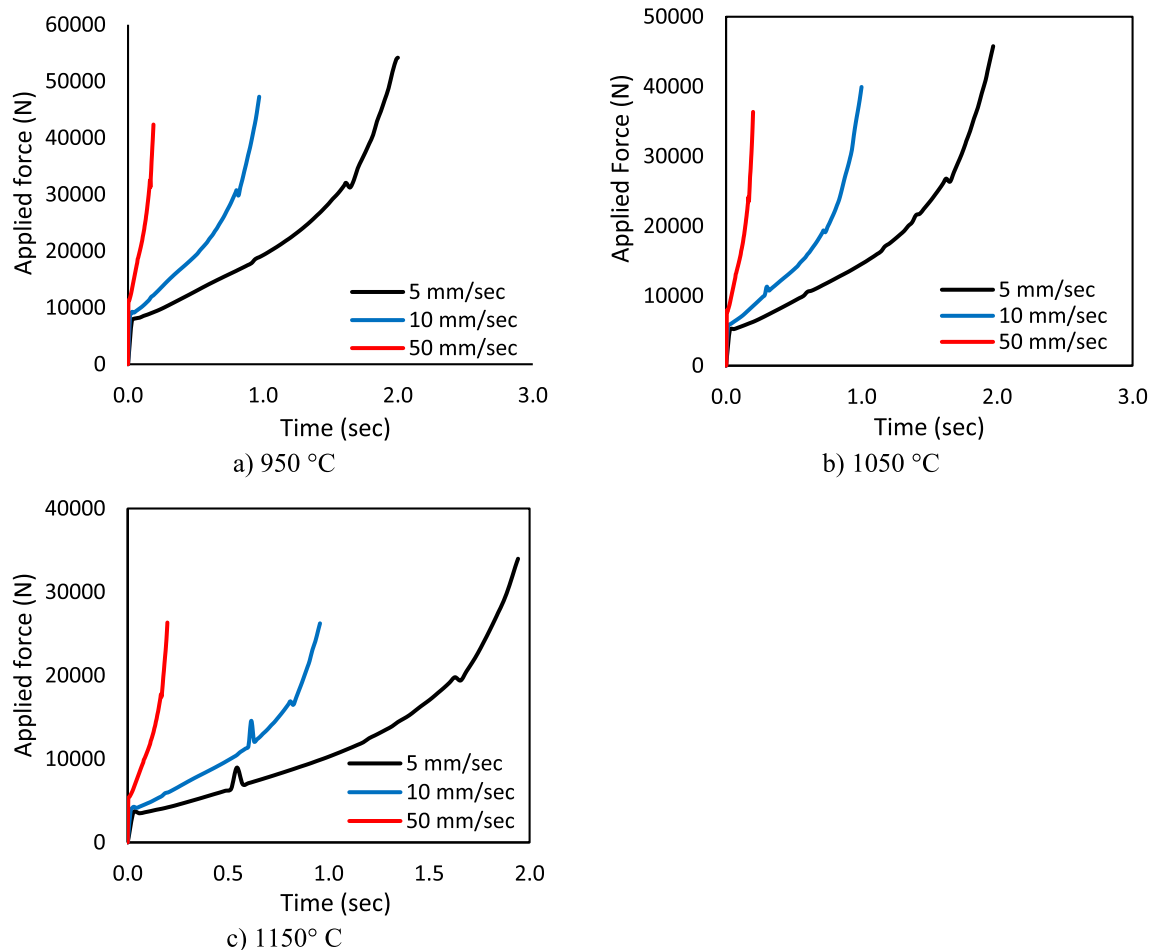 60000
50000
40000
30000
20000
10000
0
Applied force (N)
5 mm/sec
10 mm/sec
50 mm/sec
0.0 1.0 2.0 3.0
Time (sec)
a) 950 °C
50000
40000
30000
20000
10000
0
Applied Force (N)
5 mm/sec
10 mm/sec
50 mm/sec
0.0 1.0 2.0 3.0
Time (sec)
b) 1050 °C
40000
30000
20000
10000
0
Applied force (N)
5 mm/sec
10 mm/sec
50 mm/sec
0.0 0.5 1.0 1.5 2.0
Time (sec)
c) 1150° C